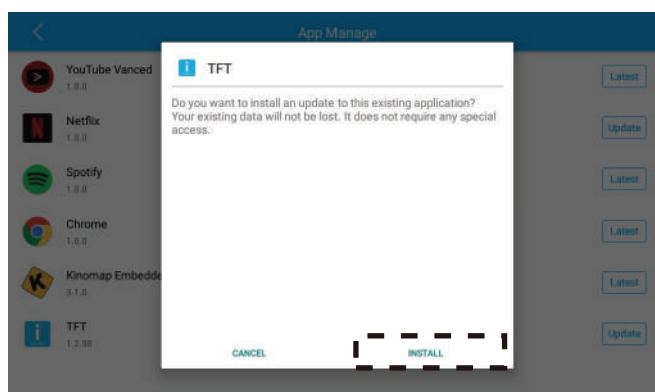 App Manage
YouTube Vanced
1.0.0
Latest
Netflix
1.0.0
Update
Spotify
1.0.0
Latest
Chrome
1.0.0
Latest
Kinomap Embedde
3.1.0
Latest
TFT
1.2.08
Update
TFT
Do you want to install an update to this existing application?
Your existing data will not be lost. It does not require any special
access.
CANCEL
INSTALL